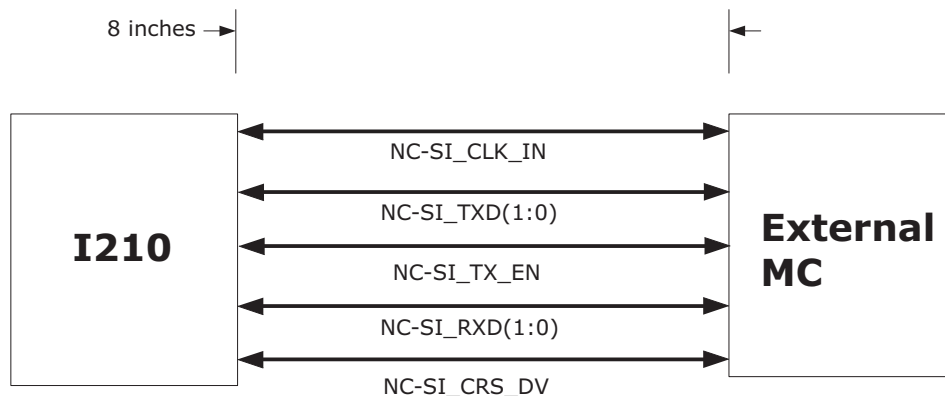 8 inches
NC-SI_CLK_IN
NC-SI_TXD(1:0)
I210
External
MC
NC-SI_TX_EN
NC-SI_RXD(1:0)
NC-SI_CRS_DV